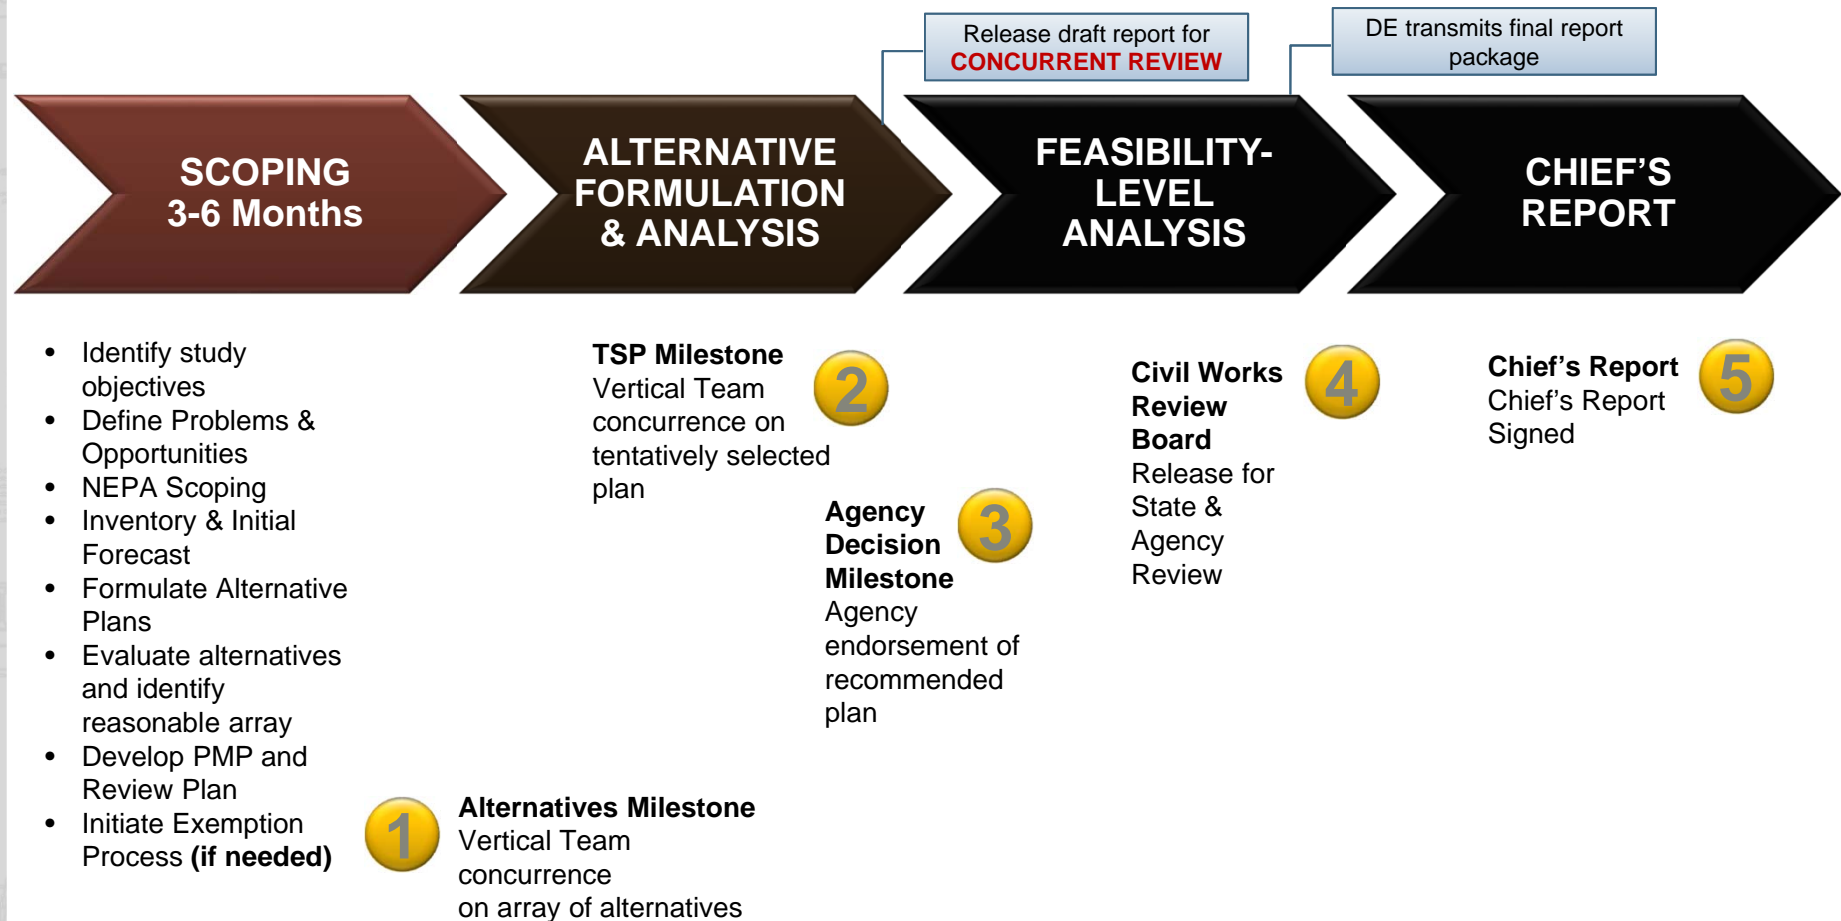 Release draft report for
CONCURRENT REVIEW
DE transmits final report
package
SCOPING
3-6 Months
ALTERNATIVE
FORMULATION
& ANALYSIS
FEASIBILITY-
LEVEL
ANALYSIS
CHIEF'S
REPORT
• Identify study
objectives
• Define Problems &
Opportunities
• NEPA Scoping
• Inventory & Initial
Forecast
• Formulate Alternative
Plans
• Evaluate alternatives
and identify
reasonable array
• Develop PMP and
Review Plan
• Initiate Exemption
Process (if needed)
1
Alternatives Milestone
Vertical Team
concurrence
on array of alternatives
TSP Milestone
Vertical Team
concurrence on
tentatively selected
plan
2
Agency
Decision
Milestone
Agency
endorsement of
recommended
plan
3
Civil Works
Review
Board
Release for
State &
Agency
Review
4
Chief's Report
Chief's Report
Signed
5